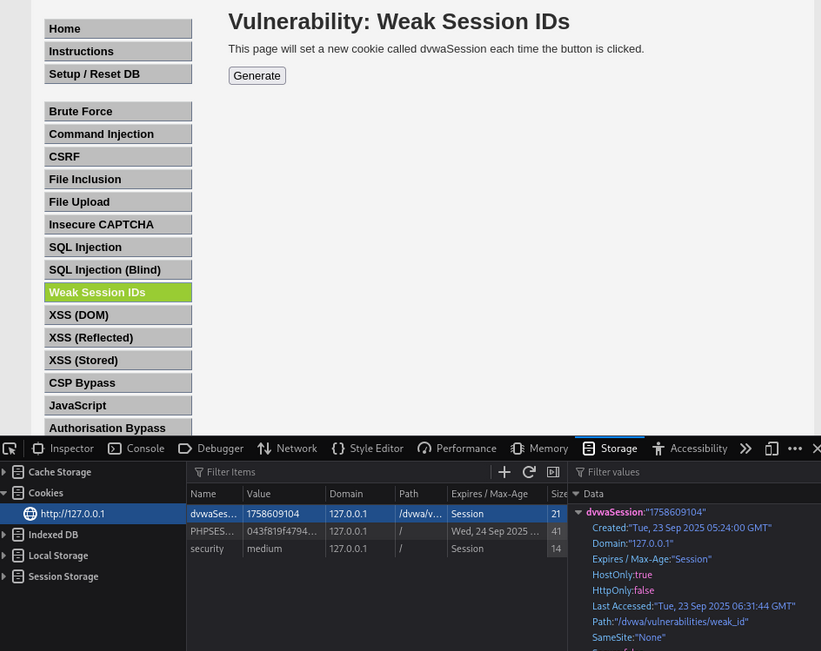 Vulnerability: Weak Session IDs
This page will set a new cookie called dvwaSession each time the button is clicked.
Generate
Home
Instructions
Setup / Reset DB
Brute Force
Command Injection
CSRF
File Inclusion
File Upload
Insecure CAPTCHA
SQL Injection
SQL Injection (Blind)
Weak Session IDs
XSS (DOM)
XSS (Reflected)
XSS (Stored)
CSP Bypass
JavaScript
Authorisation Bypass
Inspector Console Debugger Network Style Editor Performance Memory Storage Accessibility
Cache Storage
Cookies
http://127.0.0.1
Indexed DB
Local Storage
Session Storage
Filter Items
Name Value Domain Path Expires / Max-Age Size
dvwaSes... 1758609104 127.0.0.1 /dvwa/v... Session 21
PHPSES... 043f819f4794... 127.0.0.1 / Wed, 24 Sep 2025 ... 41
security medium 127.0.0.1 / Session 14
Filter values
Data
dvwaSession:"1758609104"
Created:"Tue, 23 Sep 2025 05:24:00 GMT"
Domain:"127.0.0.1"
Expires / Max-Age:"Session"
HostOnly:true
HttpOnly:false
Last Accessed:"Tue, 23 Sep 2025 06:31:44 GMT"
Path:"/dvwa/vulnerabilities/weak_id"
SameSite:"None"